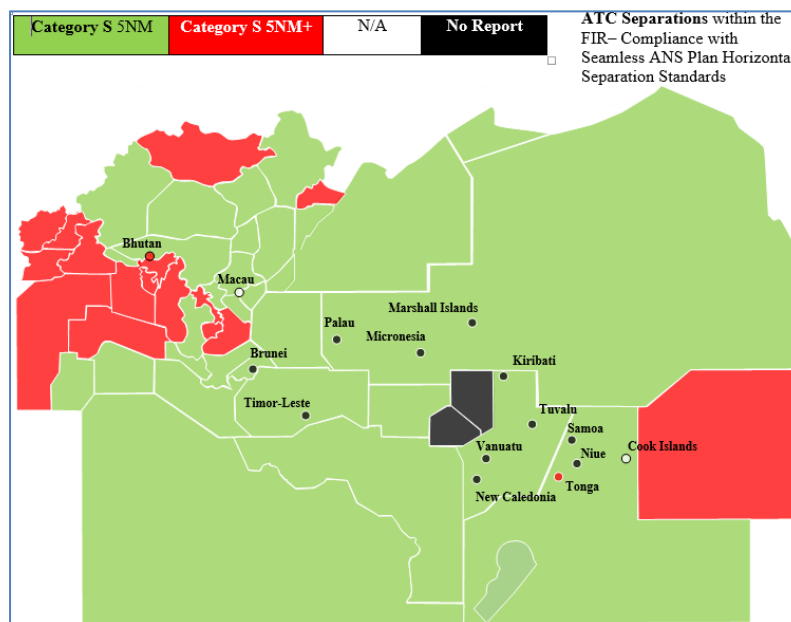 Category S 5NM
Category S 5NM+
N/A
No Report
ATC Separations within the
FIR– Compliance with
Seamless ANS Plan Horizonta
Separation Standards
Bhutan
Macau
Marshall Islands
Palau
Micronesia
Brunei
Kiribati
Timor-Leste
Tuvalu
Samoa
Vanuatu
Niue
Cook Islands
Tonga
New Caledonia